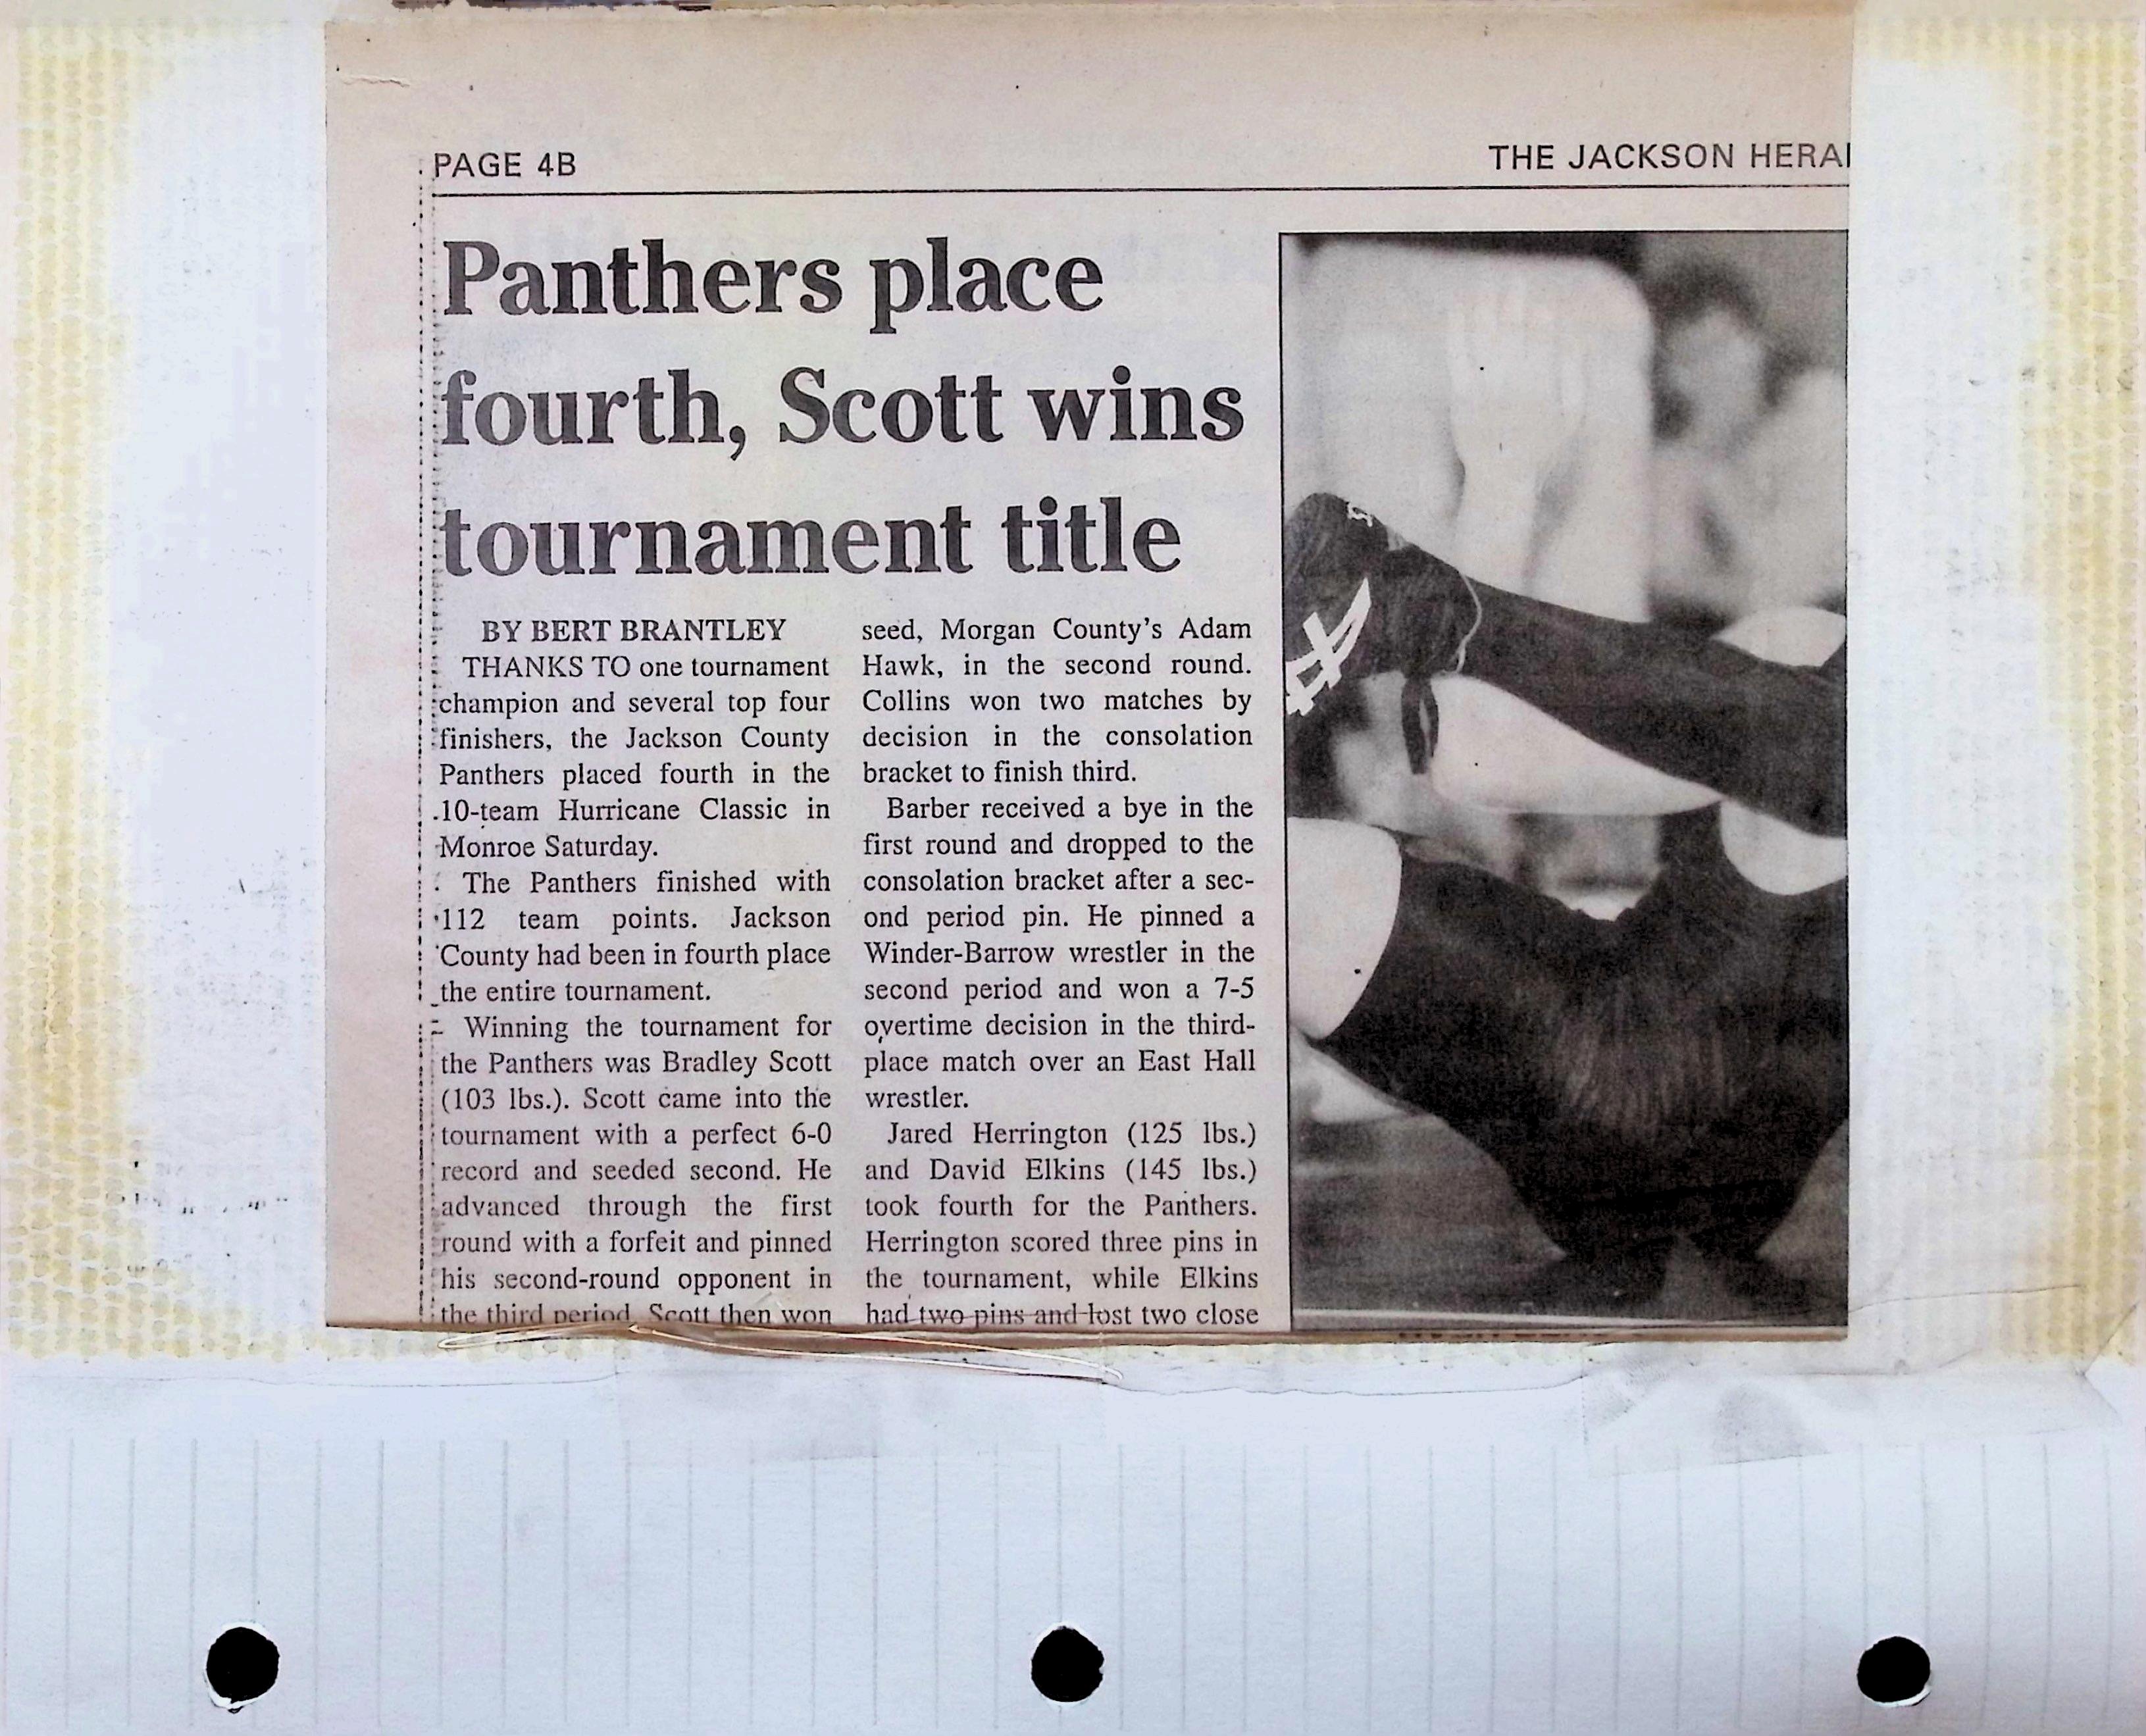 PAGE 4B
THE JACKSON HERA
Panthers place
fourth, Scott wins
tournament title
BY BERT BRANTLEY
THANKS TO one tournament
champion and several top four
finishers, the Jackson County
Panthers placed fourth in the
10-team Hurricane Classic in
Monroe Saturday.
The Panthers finished with
112 team points. Jackson
County had been in fourth place
the entire tournament.
Winning the tournament for
the Panthers was Bradley Scott
(103 lbs.). Scott came into the
tournament with a perfect 6-0
record and seeded second. He
advanced through the first
round with a forfeit and pinned
his second-round opponent in
the third period. Scott then won
seed, Morgan County's Adam
Hawk, in the second round.
Collins won two matches by
decision in the consolation
bracket to finish third.
Barber received a bye in the
first round and dropped to the
consolation bracket after a sec-
ond period pin. He pinned a
Winder-Barrow wrestler in the
second period and won a 7-5
overtime decision in the third-
place match over an East Hall
wrestler.
Jared Herrington (125 lbs.)
and David Elkins (145 lbs.)
took fourth for the Panthers.
Herrington scored three pins in
the tournament, while Elkins
had two pins and lost two close